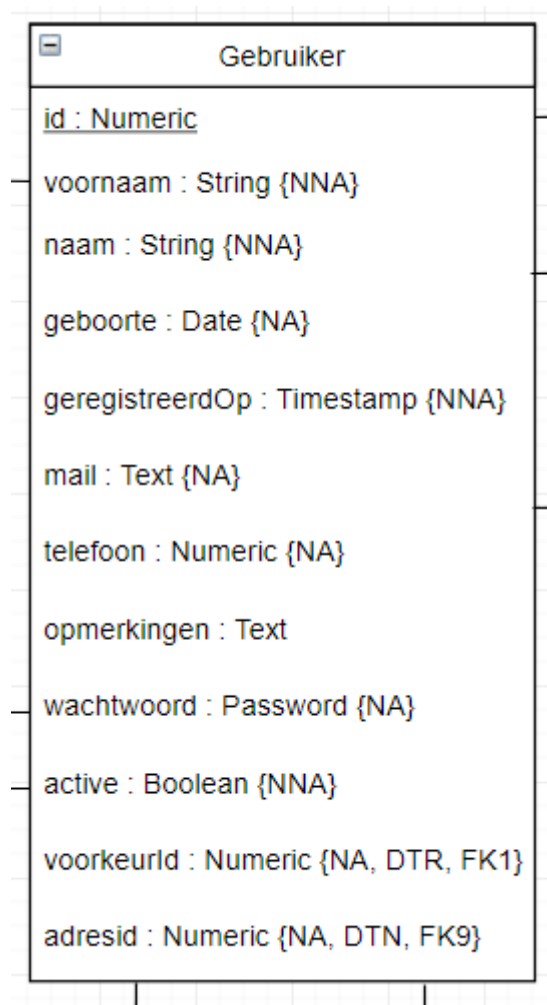 Gebruiker
id : Numeric
voornaam : String {NNA}
naam : String {NNA}
geboorte : Date {NA}
geregistreerdOp : Timestamp {NNA}
mail : Text {NA}
telefoon : Numeric {NA}
opmerkingen : Text
wachtwoord : Password {NA}
active : Boolean {NNA}
voorkeurId : Numeric {NA, DTR, FK1}
adresid : Numeric {NA, DTN, FK9}